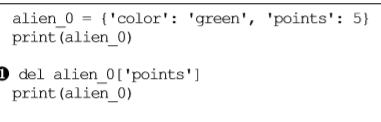 alien_0 = {'color': 'green', 'points': 5}
print(alien_0)
❶ del alien_0['points']
print(alien_0)